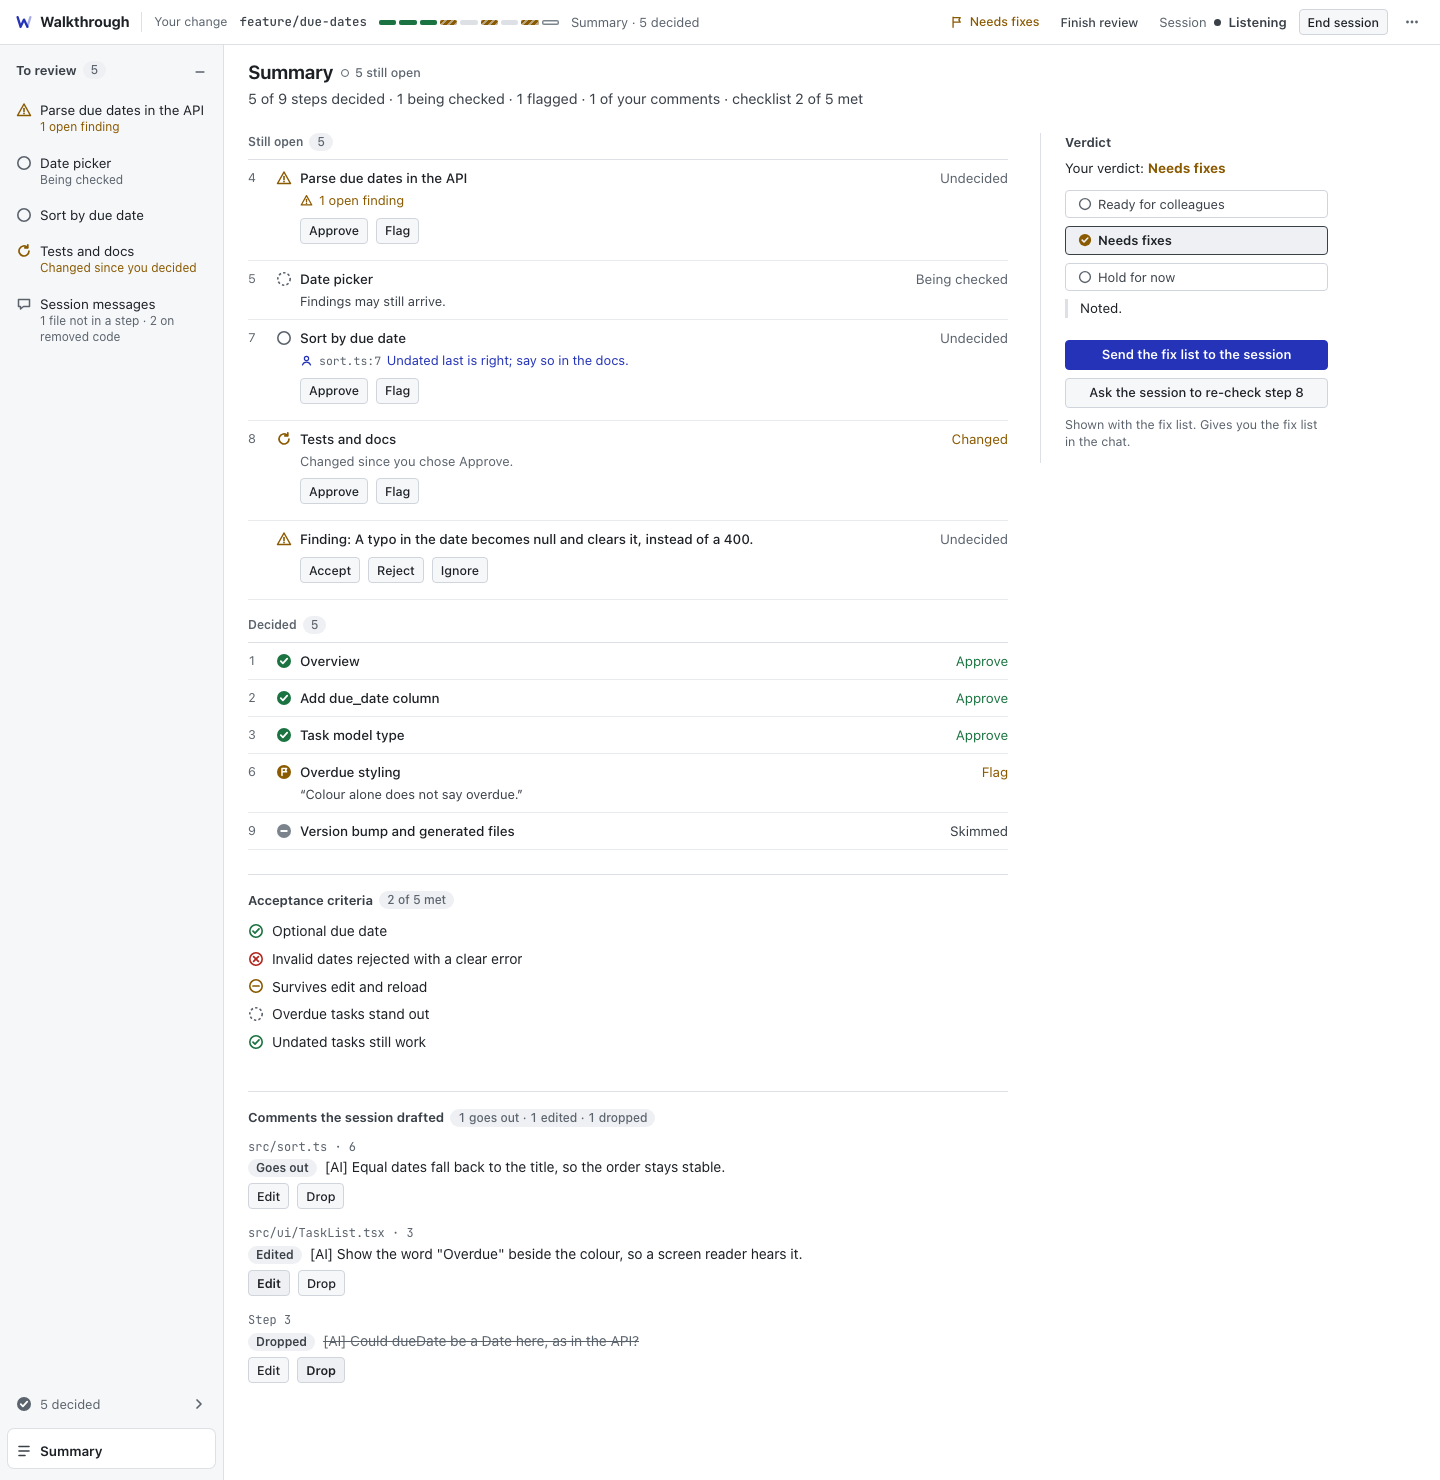 Walkthrough
Your change feature/due-dates Summary · 5 decided
Needs fixes Finish review Session Listening End session
To review 5
Parse due dates in the API
1 open finding
Date picker
Being checked
Sort by due date
Tests and docs
Changed since you decided
Session messages
1 file not in a step · 2 on
removed code
5 decided
Summary
Summary 5 still open
5 of 9 steps decided · 1 being checked · 1 flagged · 1 of your comments · checklist 2 of 5 met
Still open 5
4 Parse due dates in the API Undecided
1 open finding
Approve Flag
5 Date picker Being checked
Findings may still arrive.
7 Sort by due date Undecided
sort.ts:7 Undated last is right; say so in the docs.
Approve Flag
8 Tests and docs Changed
Changed since you chose Approve.
Approve Flag
Finding: A typo in the date becomes null and clears it, instead of a 400. Undecided
Accept Reject Ignore
Decided 5
1 Overview Approve
2 Add due_date column Approve
3 Task model type Approve
6 Overdue styling Flag
“Colour alone does not say overdue.”
9 Version bump and generated files Skimmed
Acceptance criteria 2 of 5 met
Optional due date
Invalid dates rejected with a clear error
Survives edit and reload
Overdue tasks stand out
Undated tasks still work
Comments the session drafted 1 goes out · 1 edited · 1 dropped
src/sort.ts · 6
Goes out [AI] Equal dates fall back to the title, so the order stays stable.
Edit Drop
src/ui/TaskList.tsx · 3
Edited [AI] Show the word "Overdue" beside the colour, so a screen reader hears it.
Edit Drop
Step 3
Dropped [AI] Could dueDate be a Date here, as in the API?
Edit Drop
Verdict
Your verdict: Needs fixes
Ready for colleagues
Needs fixes
Hold for now
Noted.
Send the fix list to the session
Ask the session to re-check step 8
Shown with the fix list. Gives you the fix list
in the chat.